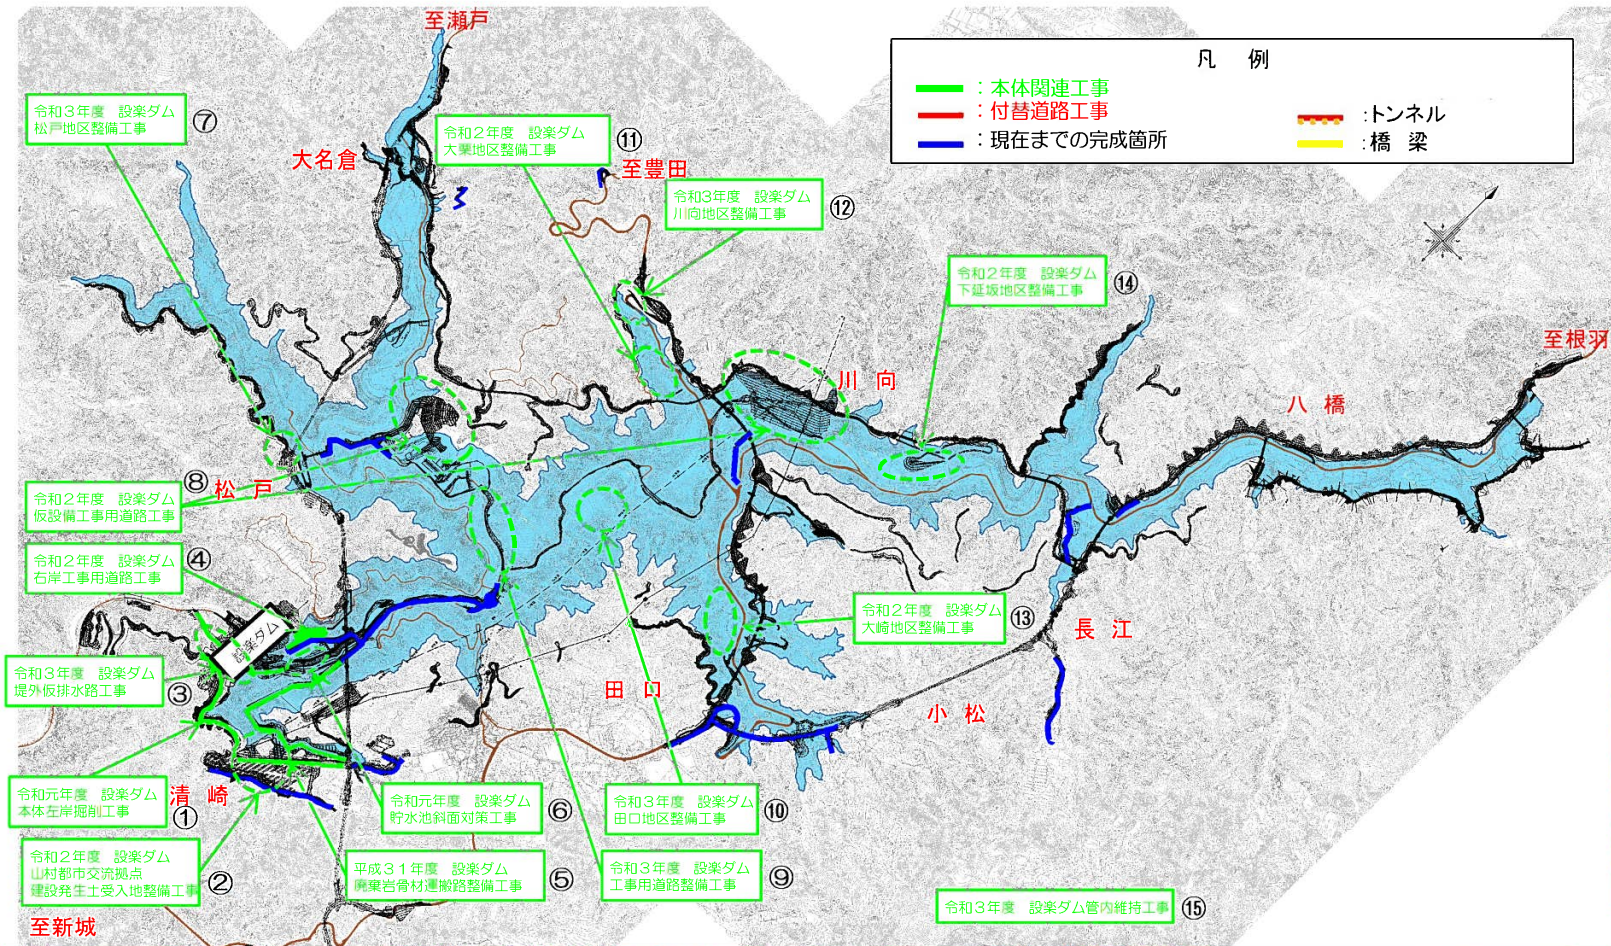 至瀬戸
凡　例
：本体関連工事
：付替道路工事
：現在までの完成箇所
：トンネル
：橋　梁
令和３年度　設楽ダム
松戸地区整備工事
⑦
大名倉
令和２年度　設楽ダム
大栗地区整備工事
⑪
至豊田
令和3年度　設楽ダム
川向地区整備工事
⑫
令和２年度　設楽ダム
下延坂地区整備工事
⑭
至根羽
川　向
八　橋
⑧
松　戸
令和２年度　設楽ダム
仮設備工事用道路工事
令和２年度　設楽ダム
右岸工事用道路工事
④
設楽ダム
令和３年度　設楽ダム
堤外仮排水路工事
③
令和２年度　設楽ダム
大崎地区整備工事
⑬
長　江
田　口
小　松
令和元年度　設楽ダム
本体左岸掘削工事
①
清　崎
令和２年度　設楽ダム
山村都市交流拠点
建設発生土受入地整備工事
②
令和元年度　設楽ダム
貯水池斜面対策工事
⑥
平成３１年度　設楽ダム
廃棄岩骨材運搬路整備工事
⑤
令和３年度　設楽ダム
田口地区整備工事
⑩
令和３年度　設楽ダム
工事用道路整備工事
⑨
令和３年度　設楽ダム管内維持工事
⑮
至新城